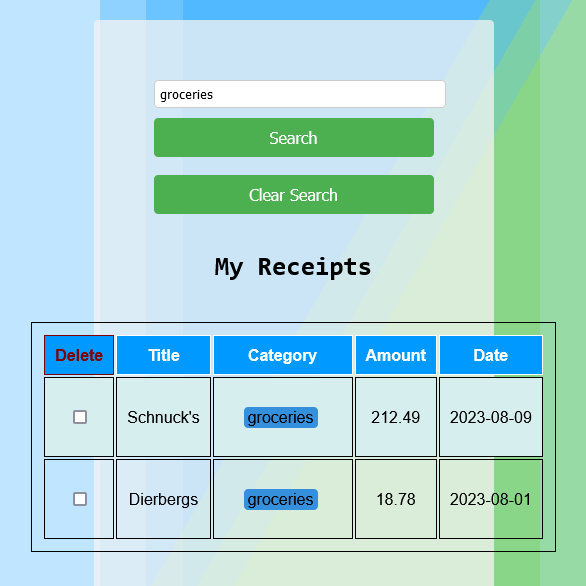 groceries
Search
Clear Search
My Receipts
Delete Title Category Amount Date
Schnuck's groceries 212.49 2023-08-09
Dierbergs groceries 18.78 2023-08-01